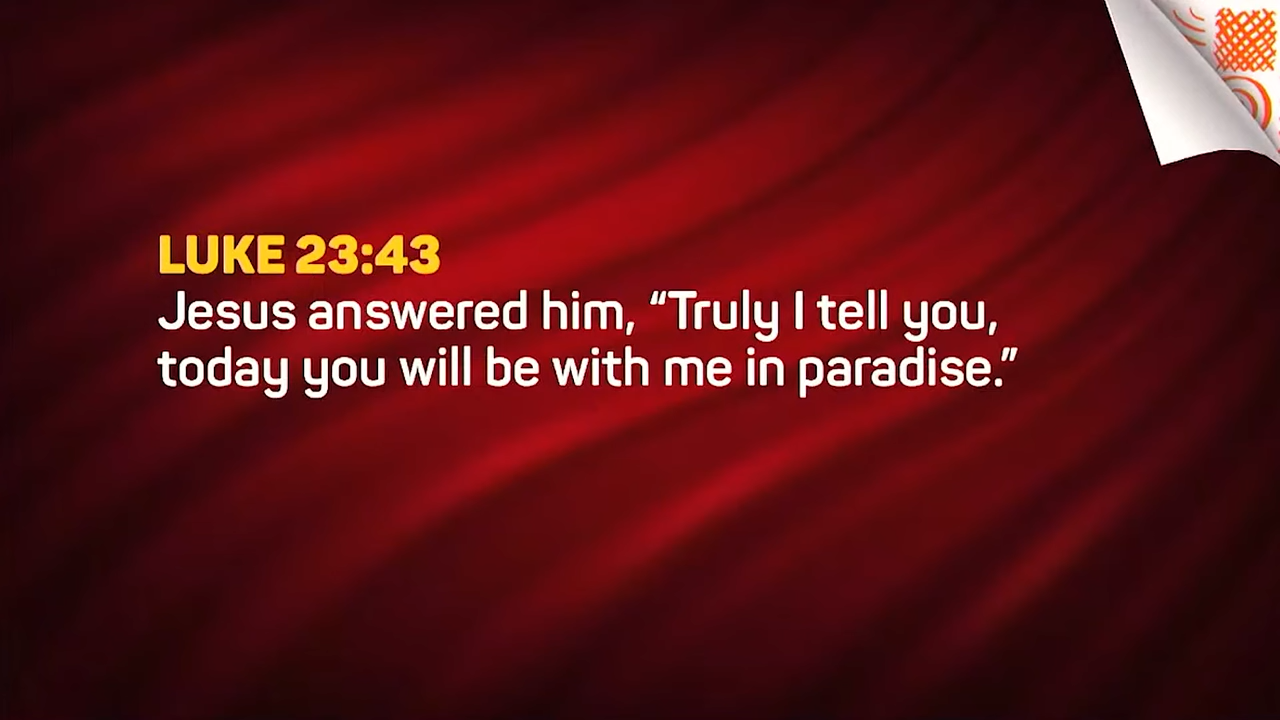 LUKE 23:43
Jesus answered him, “Truly I tell you,
today you will be with me in paradise.”